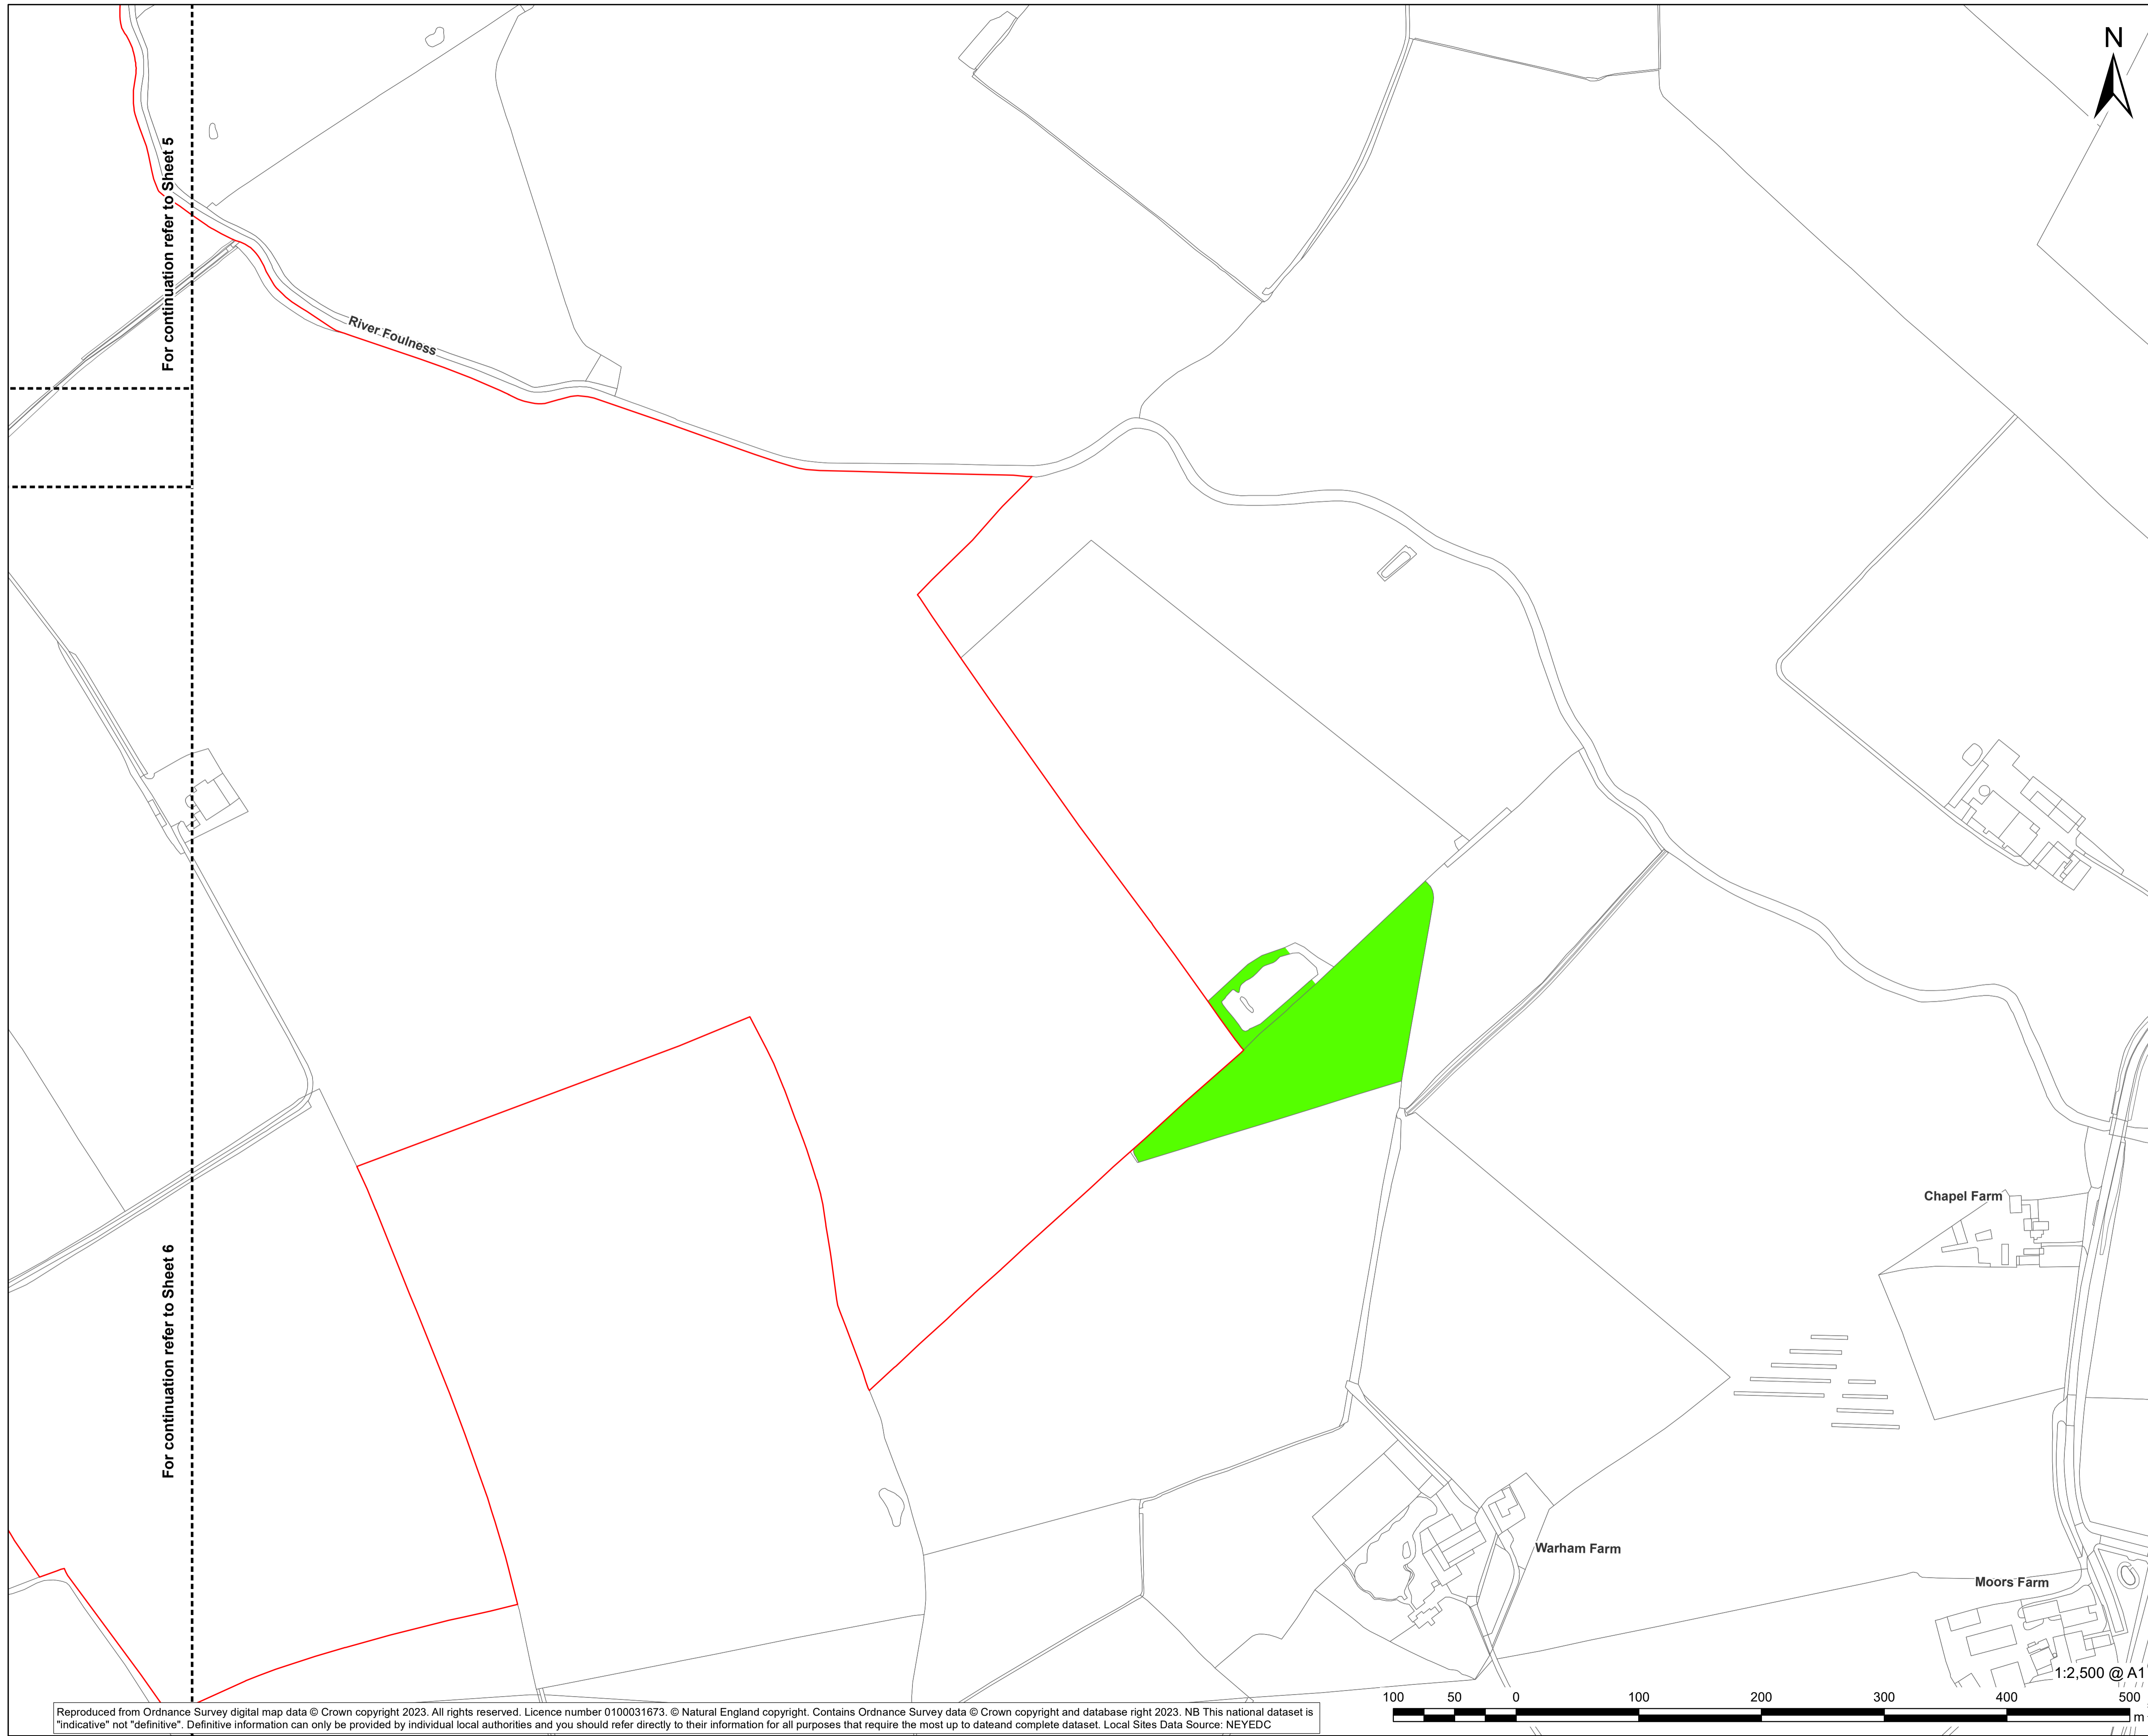 N
For continuation refer to Sheet 5
River Foulness
Chapel Farm
For continuation refer to Sheet 6
Warham Farm
Moors Farm
1:2,500 @ A1
100 50 0 100 200 300 400 500
m
Reproduced from Ordnance Survey digital map data © Crown copyright 2023. All rights reserved. Licence number 0100031673. © Natural England copyright. Contains Ordnance Survey data © Crown copyright and database right 2023. NB This national dataset is
"indicative" not "definitive". Definitive information can only be provided by individual local authorities and you should refer directly to their information for all purposes that require the most up to dateand complete dataset. Local Sites Data Source: NEYEDC